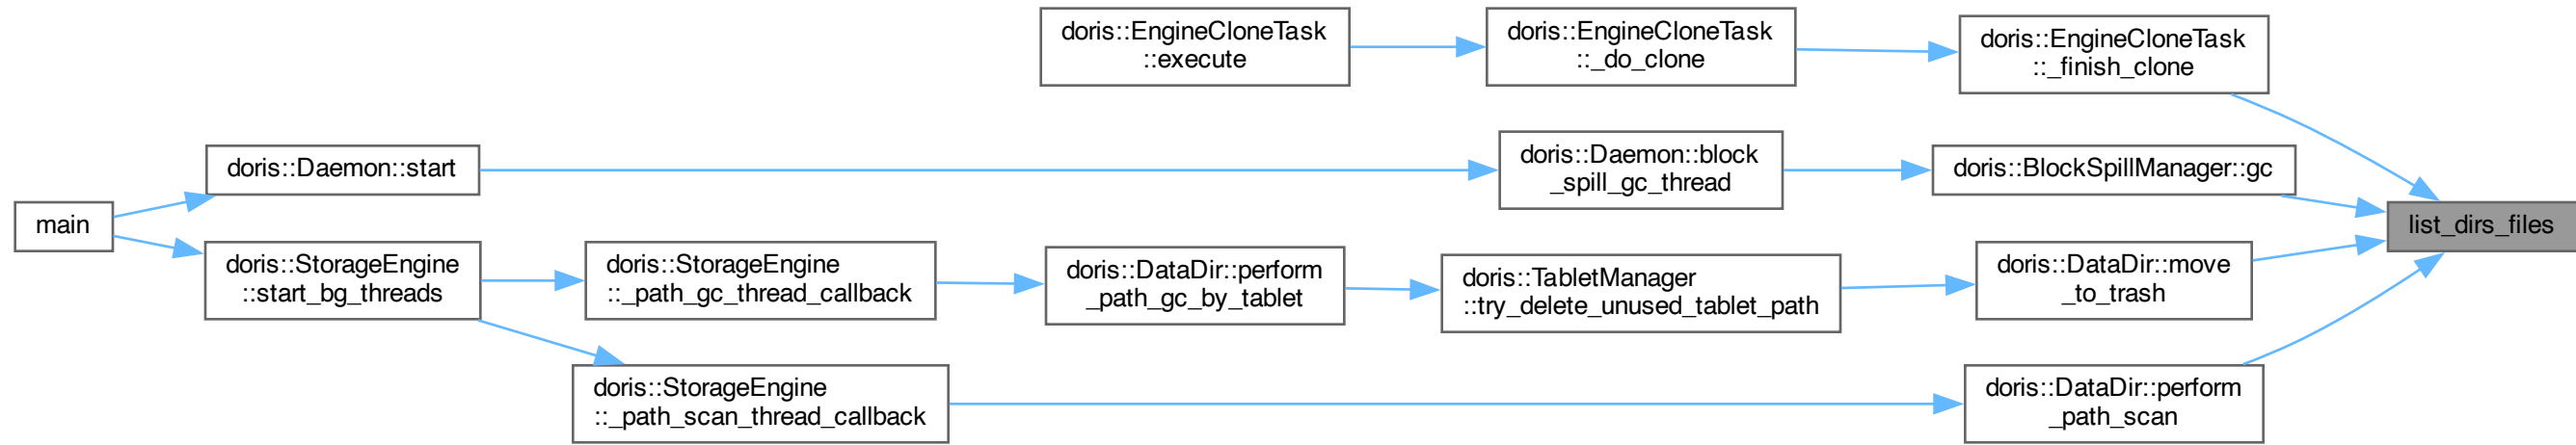 doris::EngineCloneTask
::execute
doris::EngineCloneTask
::_do_clone
doris::EngineCloneTask
::_finish_clone
doris::Daemon::start
doris::Daemon::block
_spill_gc_thread
doris::BlockSpillManager::gc
main
list_dirs_files
doris::StorageEngine
::start_bg_threads
doris::StorageEngine
::_path_gc_thread_callback
doris::DataDir::perform
_path_gc_by_tablet
doris::TabletManager
::try_delete_unused_tablet_path
doris::DataDir::move
_to_trash
doris::StorageEngine
::_path_scan_thread_callback
doris::DataDir::perform
_path_scan